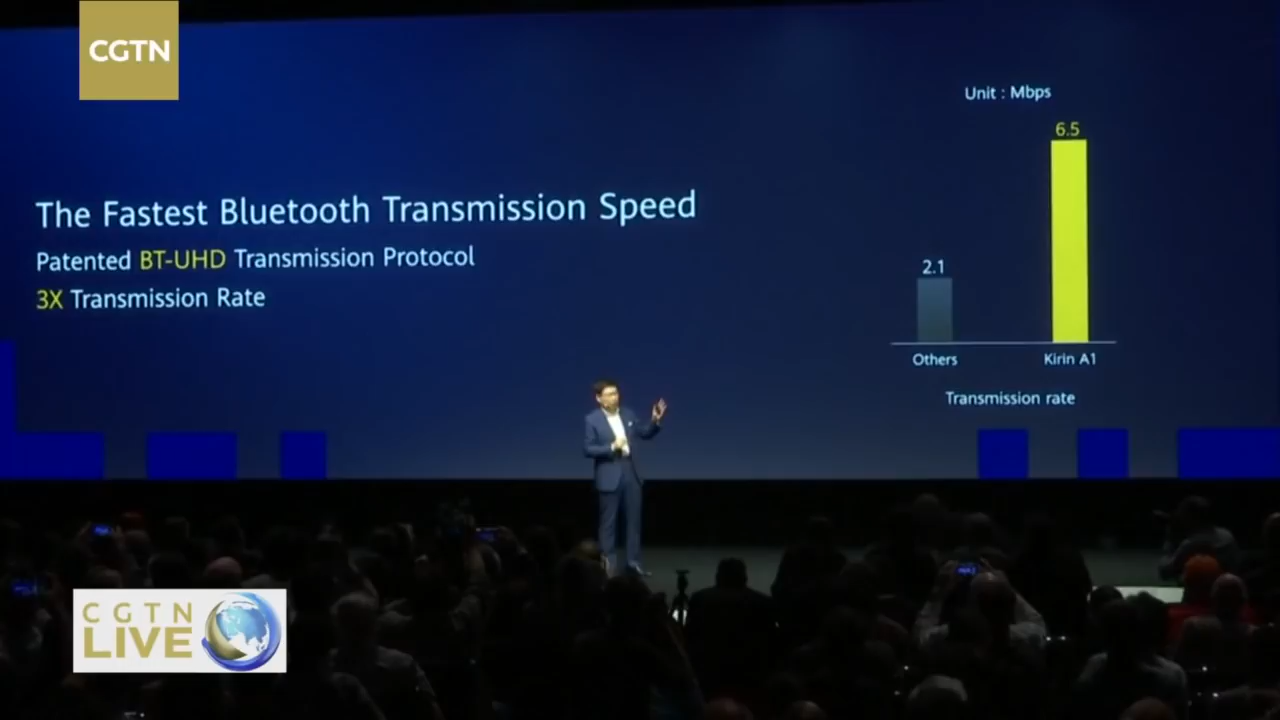 CGTN
The Fastest Bluetooth Transmission Speed
Patented BT-UHD Transmission Protocol
3X Transmission Rate
Unit : Mbps
6.5
2.1
Others
Kirin A1
Transmission rate
CGTN
LIVE